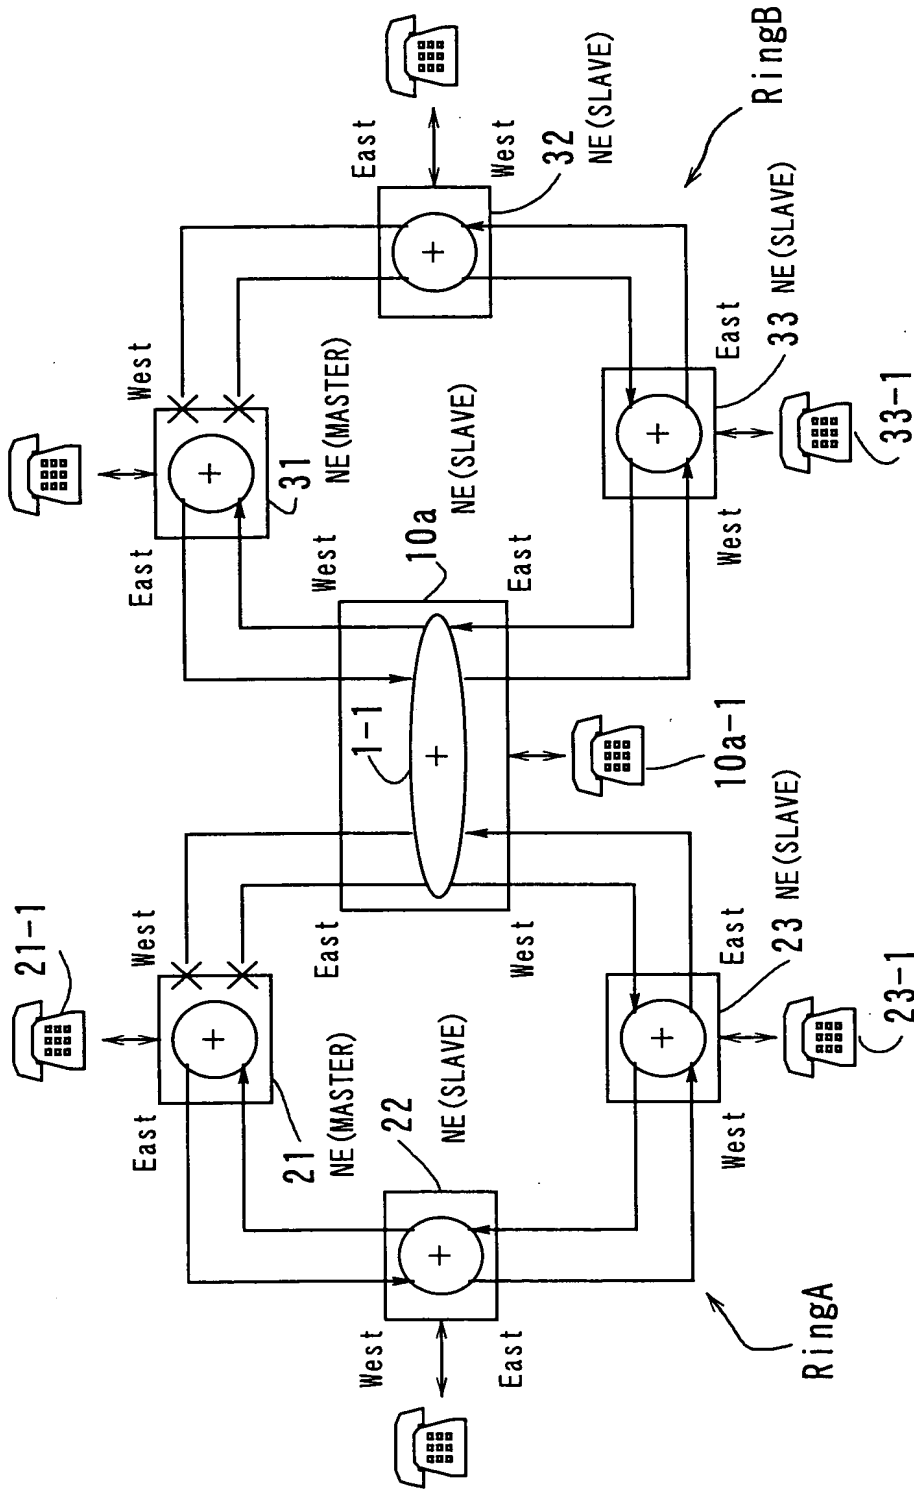 21-1
East
West
West
East
21
NE(MASTER)
31
NE(MASTER)
22
NE(SLAVE)
East
West
10a
NE(SLAVE)
1-1
West
East
East
West
32
NE(SLAVE)
West
East
10a-1
West
East
23 NE(SLAVE)
23-1
West
East
33 NE(SLAVE)
33-1
RingA
RingB